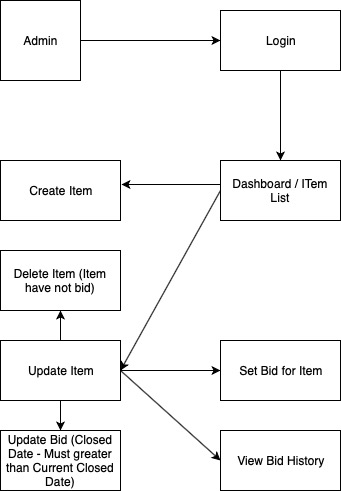 Admin
Login
Create Item
Dashboard / ITem
List
Delete Item (Item
have not bid)
Update Item
Set Bid for Item
Update Bid (Closed
Date - Must greater
than Current Closed
Date)
View Bid History